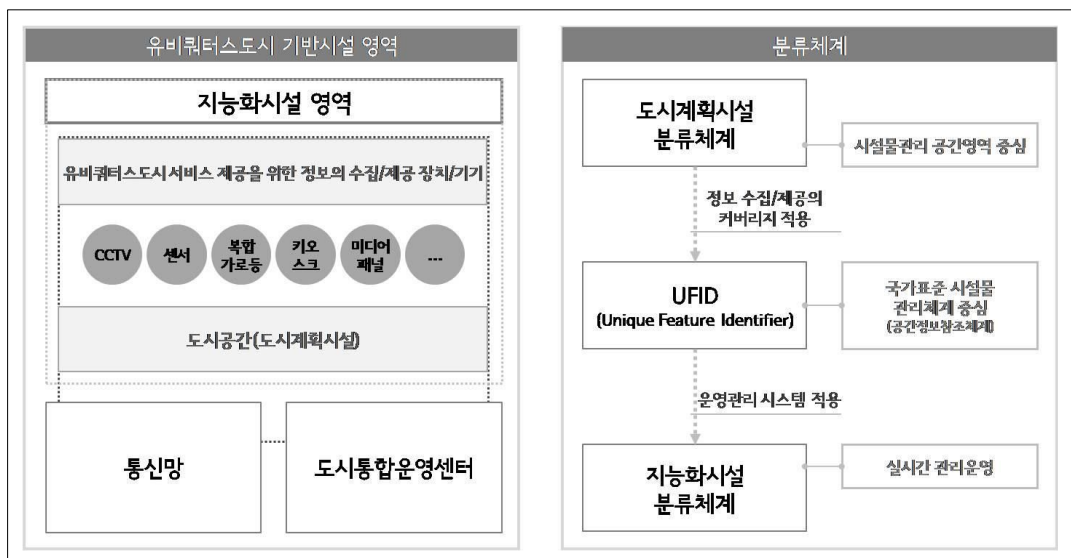 유비쿼터스도시 기반시설 영역
지능화시설 영역
유비쿼터스도시서비스 제공을 위한 정보의 수집/제공 장치/기기
CCTV
센서
복합
가로등
키오
스크
미디어
패널
...
도시공간(도시계획시설)
통신망
도시통합운영센터
분류체계
도시계획시설
분류체계
시설물관리 공간영역 중심
정보 수집/제공의
커버리지 적용
UFID
(Unique Feature Identifier)
국가표준 시설물
관리체계 중심
(공간정보참조체계)
운영관리 시스템 적용
지능화시설
분류체계
실시간 관리운영